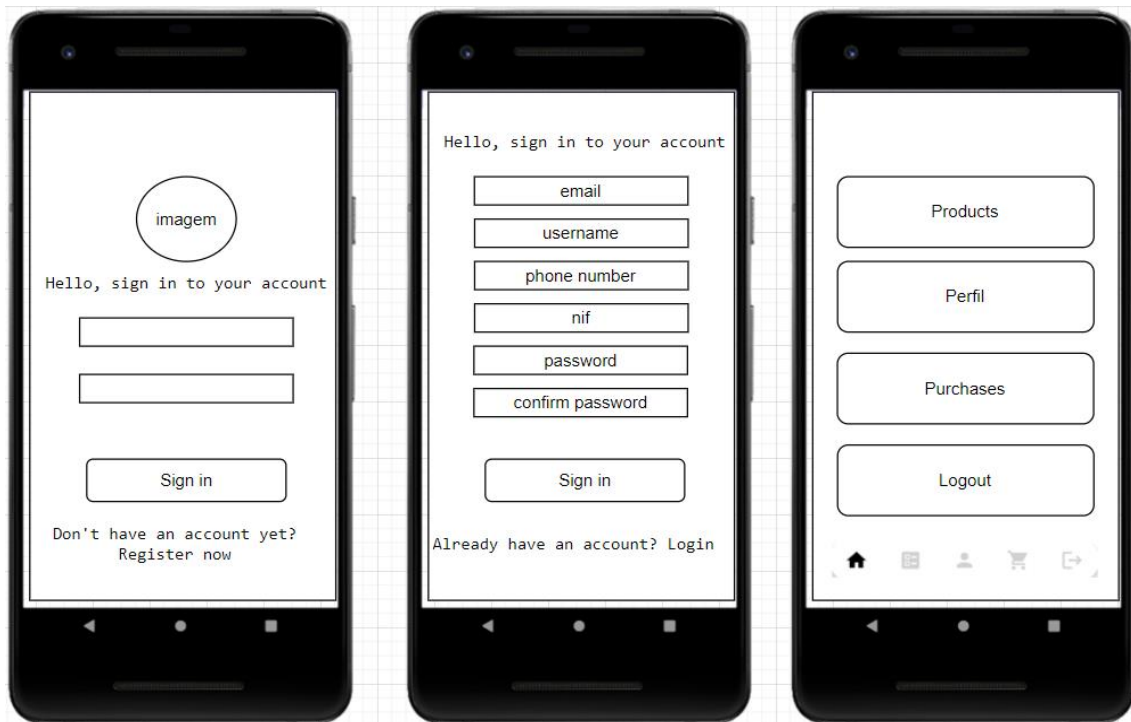 imagem
Hello, sign in to your account
Sign in
Don't have an account yet?
Register now
Hello, sign in to your account
email
username
phone number
nif
password
confirm password
Sign in
Already have an account? Login
Products
Perfil
Purchases
Logout